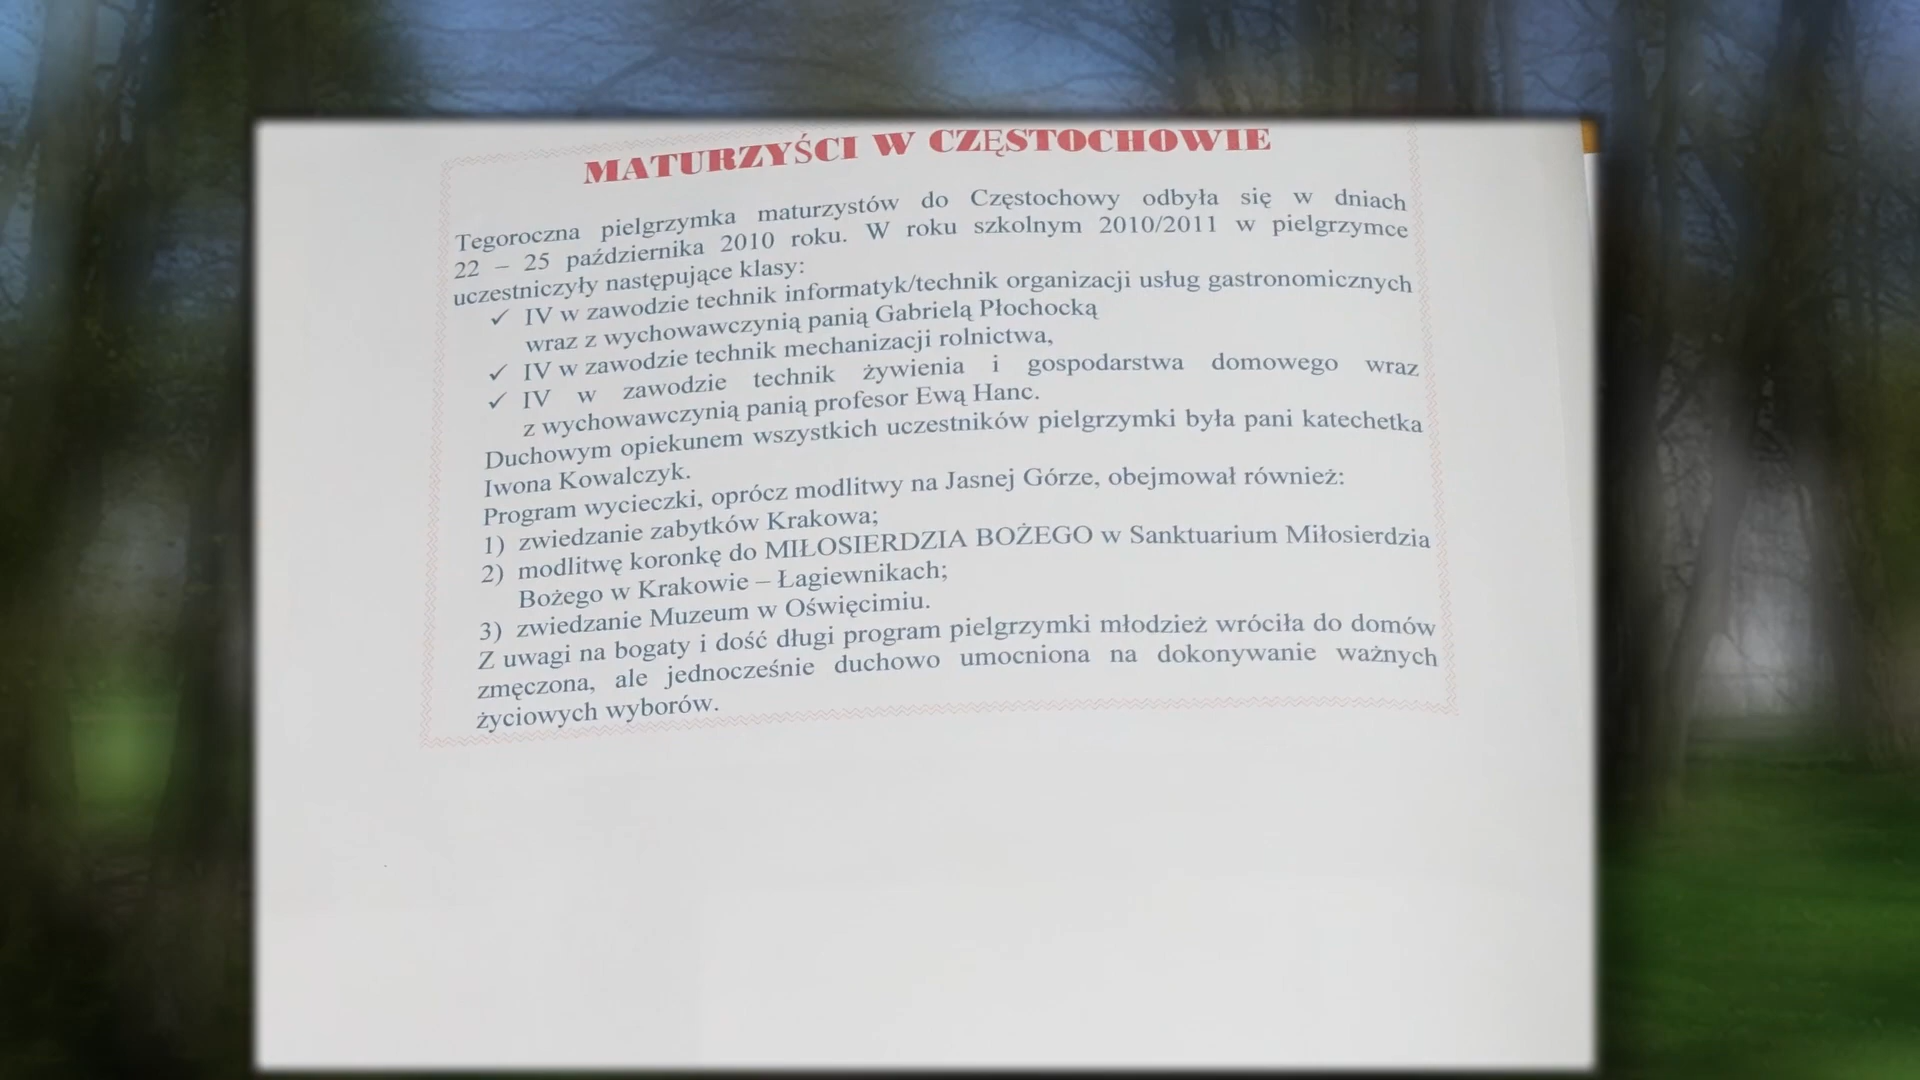 MATURZYŚCI W CZĘSTOCHOWIE
Tegoroczna pielgrzymka maturzystów do Częstochowy odbyła się w dniach
22 – 25 października 2010 roku. W roku szkolnym 2010/2011 w pielgrzymce
uczestniczyły następujące klasy:
✓ IV w zawodzie technik informatyk/technik organizacji usług gastronomicznych
wraz z wychowawczynią panią Gabrielą Płochocką
✓ IV w zawodzie technik mechanizacji rolnictwa,
✓ IV w zawodzie technik żywienia i gospodarstwa domowego wraz
z wychowawczynią panią profesor Ewą Hanc.
Duchowym opiekunem wszystkich uczestników pielgrzymki była pani katechetka
Iwona Kowalczyk.
Program wycieczki, oprócz modlitwy na Jasnej Górze, obejmował również:
1) zwiedzanie zabytków Krakowa;
2) modlitwę koronkę do MIŁOSIERDZIA BOŻEGO w Sanktuarium Miłosierdzia
Bożego w Krakowie – Łagiewnikach;
3) zwiedzanie Muzeum w Oświęcimiu.
Z uwagi na bogaty i dość długi program pielgrzymki młodzież wróciła do domów
zmęczona, ale jednocześnie duchowo umocniona na dokonywanie ważnych
życiowych wyborów.